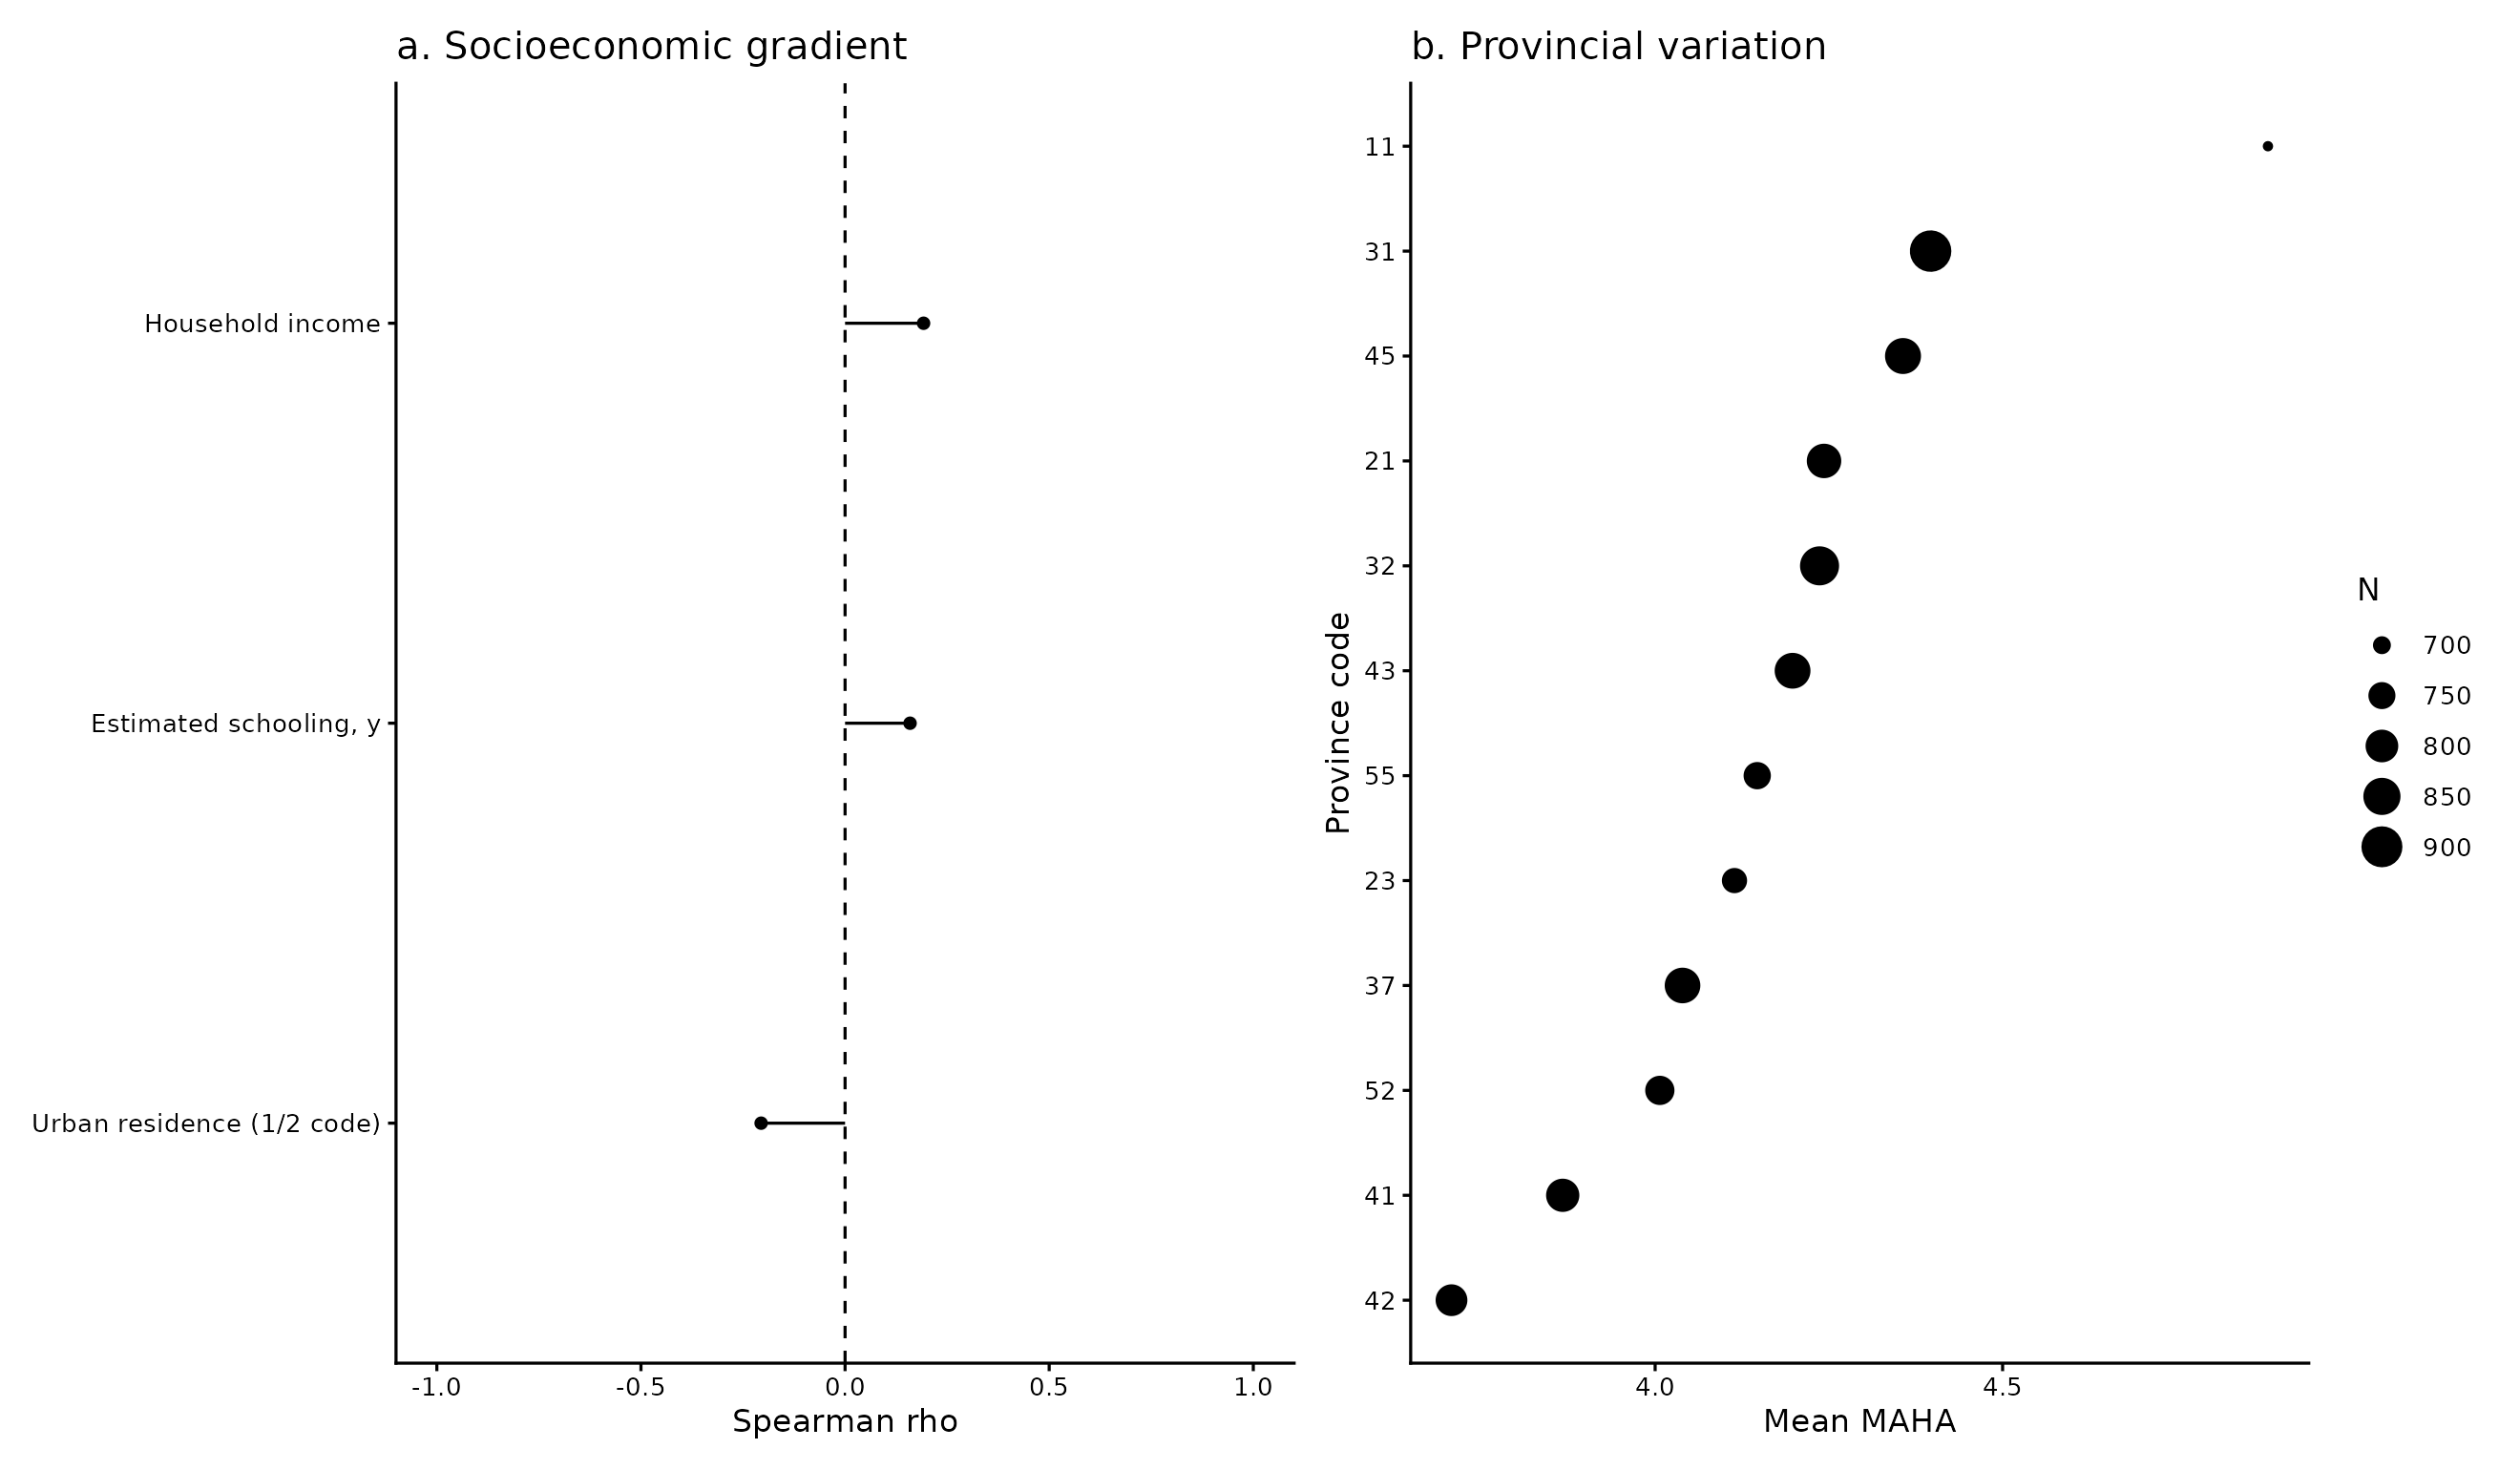 a. Socioeconomic gradient
Household income
Estimated schooling, y
Urban residence (1/2 code)
-1.0 -0.5 0.0 0.5 1.0
Spearman rho
b. Provincial variation
Province code
11
31
45
21
32
43
55
23
37
52
41
42
4.0 4.5
Mean MAHA
N
700
750
800
850
900